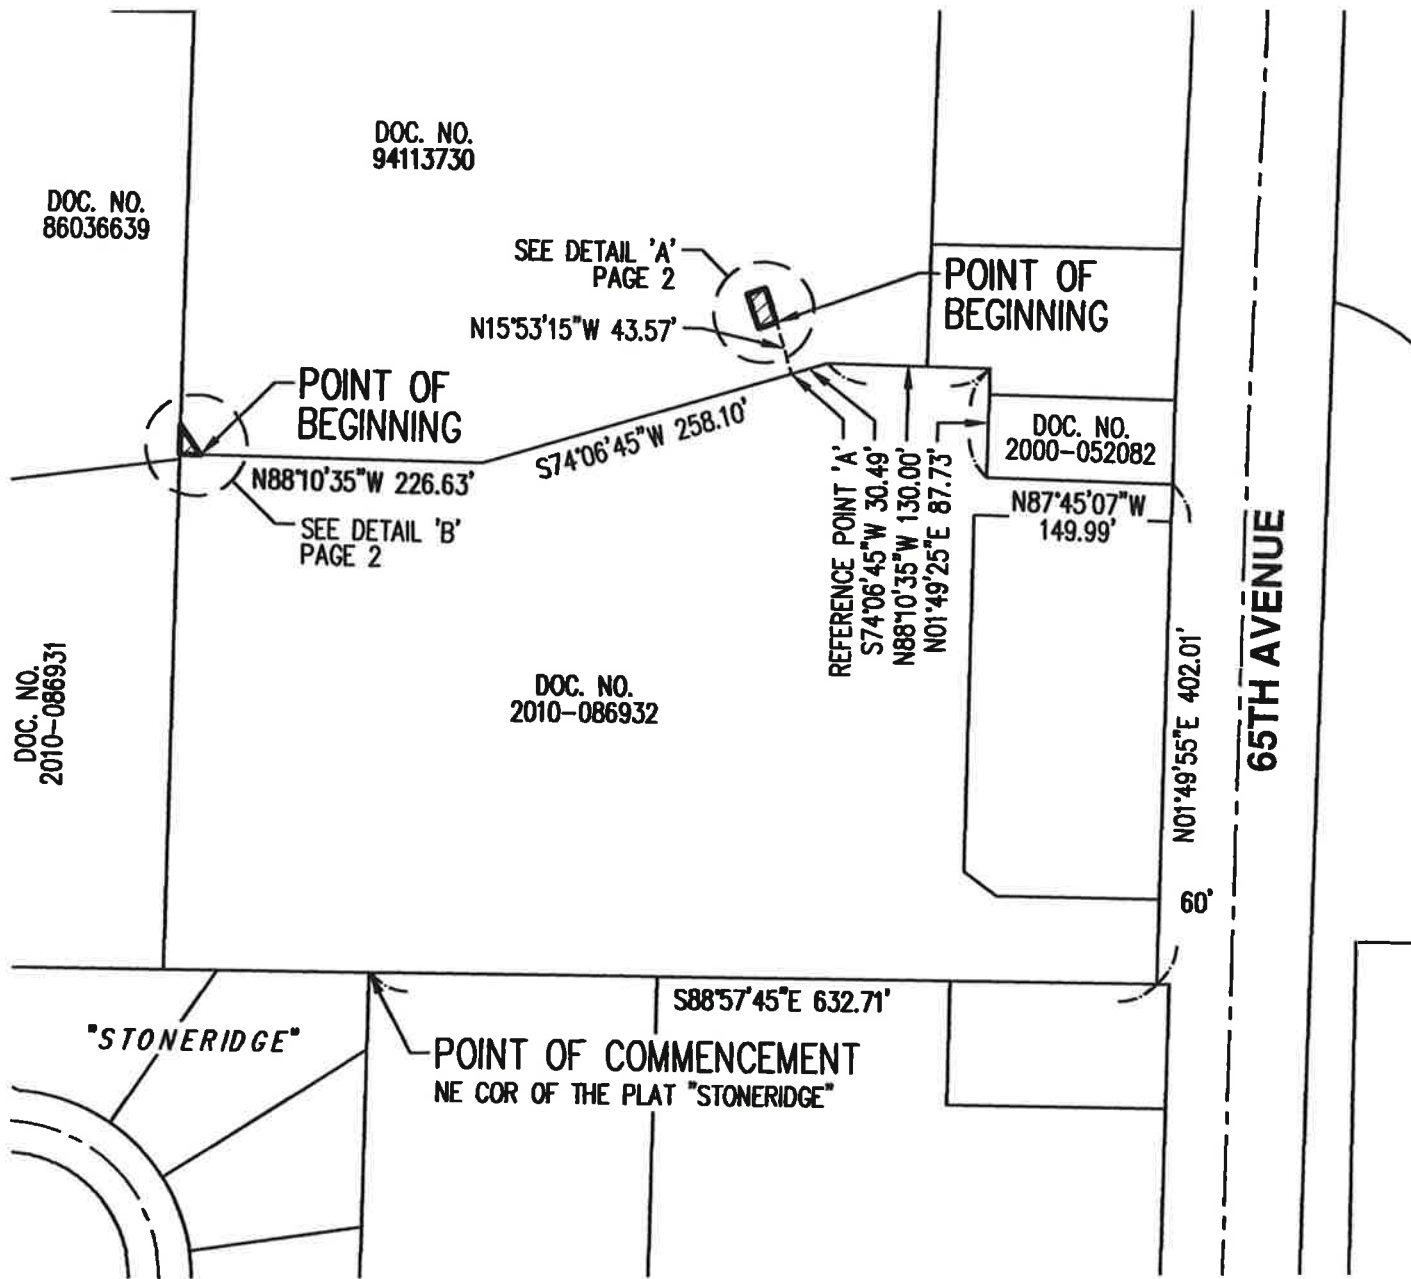 DOC. NO.
94113730
DOC. NO.
86036639
SEE DETAIL 'A'
PAGE 2
POINT OF
BEGINNING
N15°53'15"W 43.57'
POINT OF
BEGINNING
S74°06'45"W 258.10'
DOC. NO.
2000-052082
N88°10'35"W 226.63'
SEE DETAIL 'B'
PAGE 2
REFERENCE POINT 'A'
S74°06'45"W 30.49'
N88°10'35"W 130.00'
N01°49'25"E 87.73'
N87°45'07"W
149.99'
65TH AVENUE
N01°49'55"E 402.01'
DOC. NO.
2010-086931
DOC. NO.
2010-086932
60'
S88°57'45"E 632.71'
"STONERIDGE"
POINT OF COMMENCEMENT
NE COR OF THE PLAT "STONERIDGE"